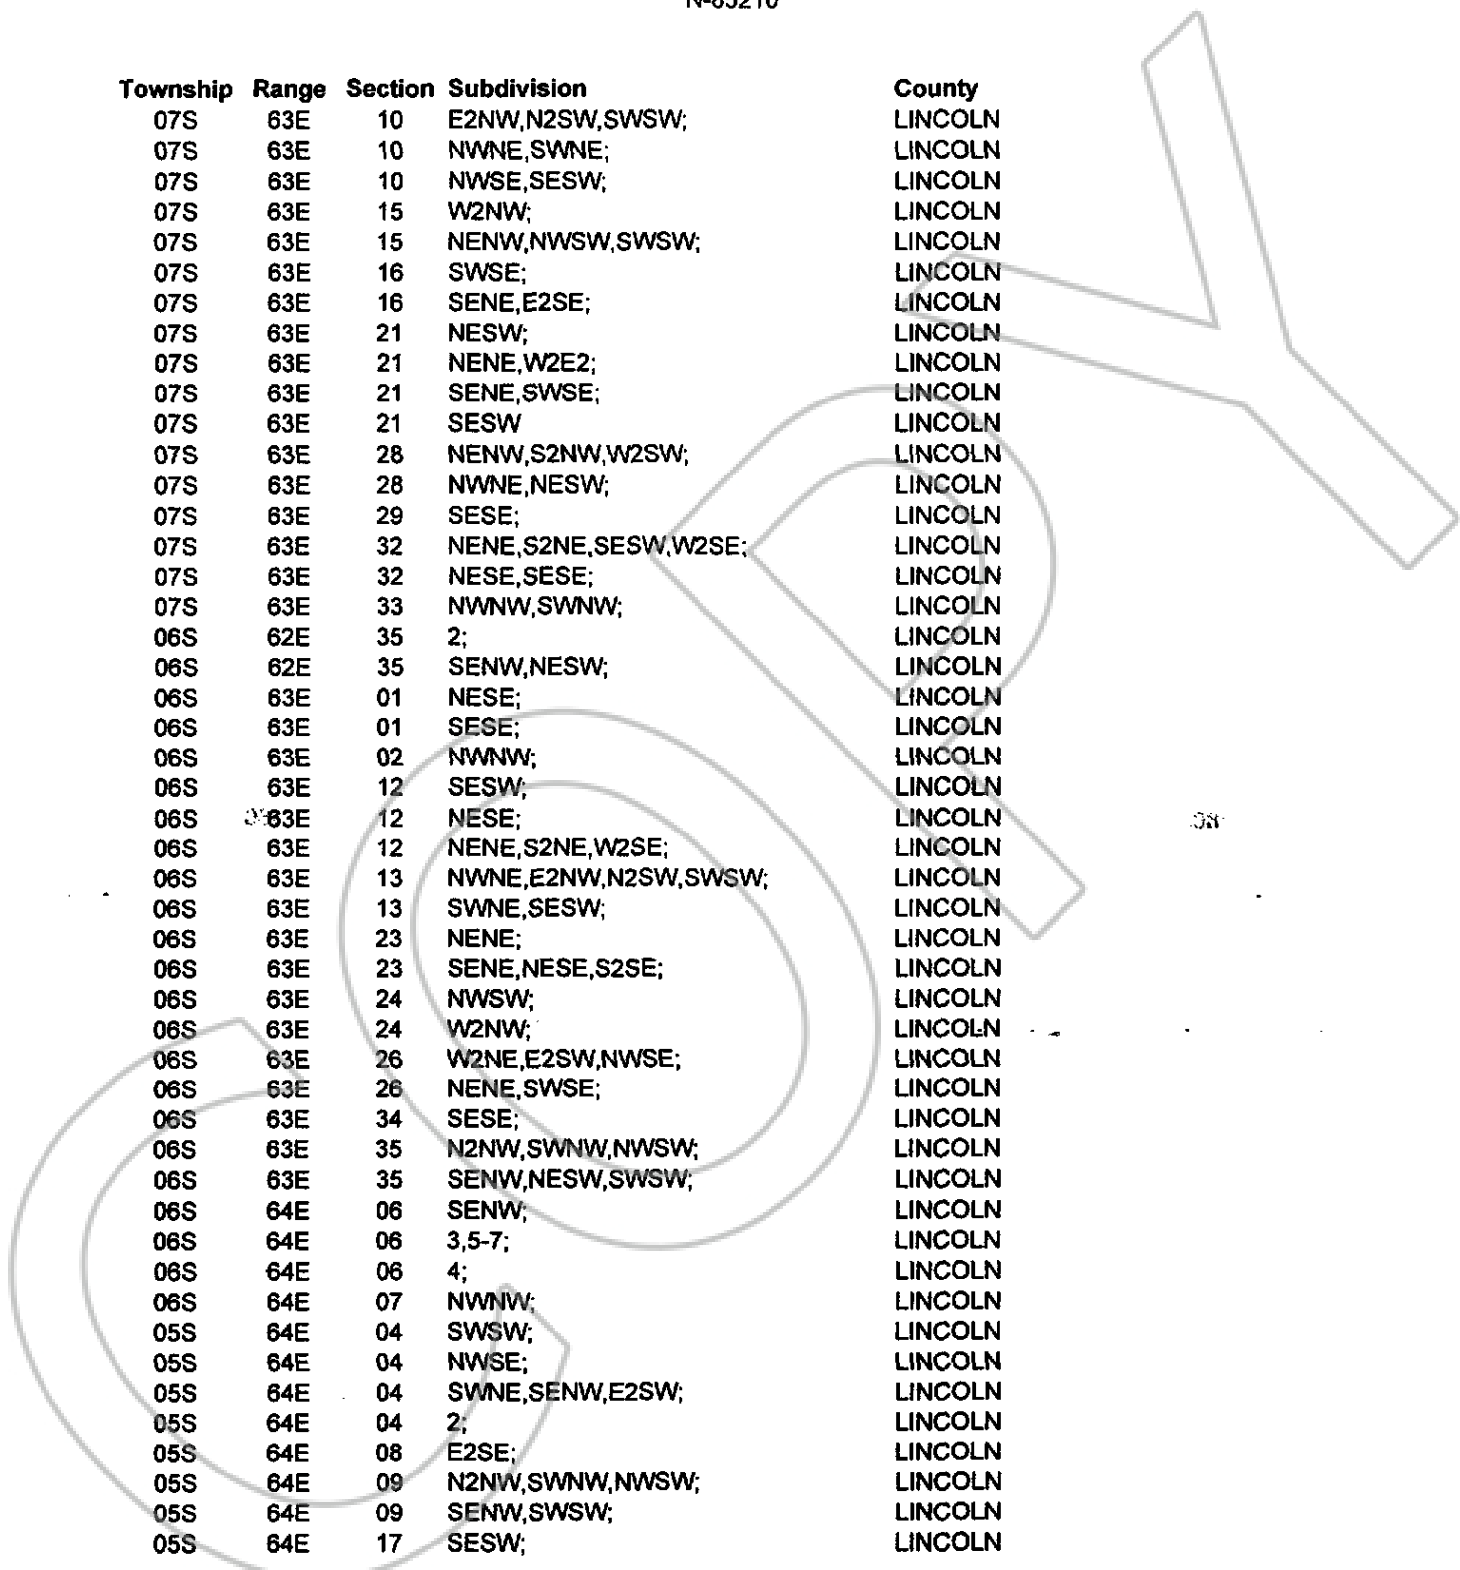 Township Range Section Subdivision County
07S 63E 10 E2NW,N2SW,SWSW; LINCOLN
07S 63E 10 NWNE,SWNE; LINCOLN
07S 63E 10 NWSE,SESW; LINCOLN
07S 63E 15 W2NW; LINCOLN
07S 63E 15 NENW,NWSW,SWSW; LINCOLN
07S 63E 16 SWSE; LINCOLN
07S 63E 16 SENE,E2SE; LINCOLN
07S 63E 21 NESW; LINCOLN
07S 63E 21 NENE,W2E2; LINCOLN
07S 63E 21 SENE,SWSE; LINCOLN
07S 63E 21 SESW LINCOLN
07S 63E 28 NENW,S2NW,W2SW; LINCOLN
07S 63E 28 NWNE,NESW; LINCOLN
07S 63E 29 SESE; LINCOLN
07S 63E 32 NENE,S2NE,SESW,W2SE; LINCOLN
07S 63E 32 NESE,SESE; LINCOLN
07S 63E 33 NWNW,SWNW; LINCOLN
06S 62E 35 2; LINCOLN
06S 62E 35 SENW,NESW; LINCOLN
06S 63E 01 NESE; LINCOLN
06S 63E 01 SESE; LINCOLN
06S 63E 02 NWNW; LINCOLN
06S 63E 12 SESW; LINCOLN
06S 63E 12 NESE; LINCOLN
06S 63E 12 NENE,S2NE,W2SE; LINCOLN
06S 63E 13 NWNE,E2NW,N2SW,SWSW; LINCOLN
06S 63E 13 SWNE,SESW; LINCOLN
06S 63E 23 NENE; LINCOLN
06S 63E 23 SENE,NESE,S2SE; LINCOLN
06S 63E 24 NWSW; LINCOLN
06S 63E 24 W2NW; LINCOLN
06S 63E 26 W2NE,E2SW,NWSE; LINCOLN
06S 63E 26 NENE,SWSE; LINCOLN
06S 63E 34 SESE; LINCOLN
06S 63E 35 N2NW,SWNW,NWSW; LINCOLN
06S 63E 35 SENW,NESW,SWSW; LINCOLN
06S 64E 06 SENW; LINCOLN
06S 64E 06 3,5-7; LINCOLN
06S 64E 06 4; LINCOLN
06S 64E 07 NWNW; LINCOLN
05S 64E 04 SWSW; LINCOLN
05S 64E 04 NWSE; LINCOLN
05S 64E 04 SWNE,SENW,E2SW; LINCOLN
05S 64E 04 2; LINCOLN
05S 64E 08 E2SE; LINCOLN
05S 64E 09 N2NW,SWNW,NWSW; LINCOLN
05S 64E 09 SENW,SWSW; LINCOLN
05S 64E 17 SESW; LINCOLN
COPY